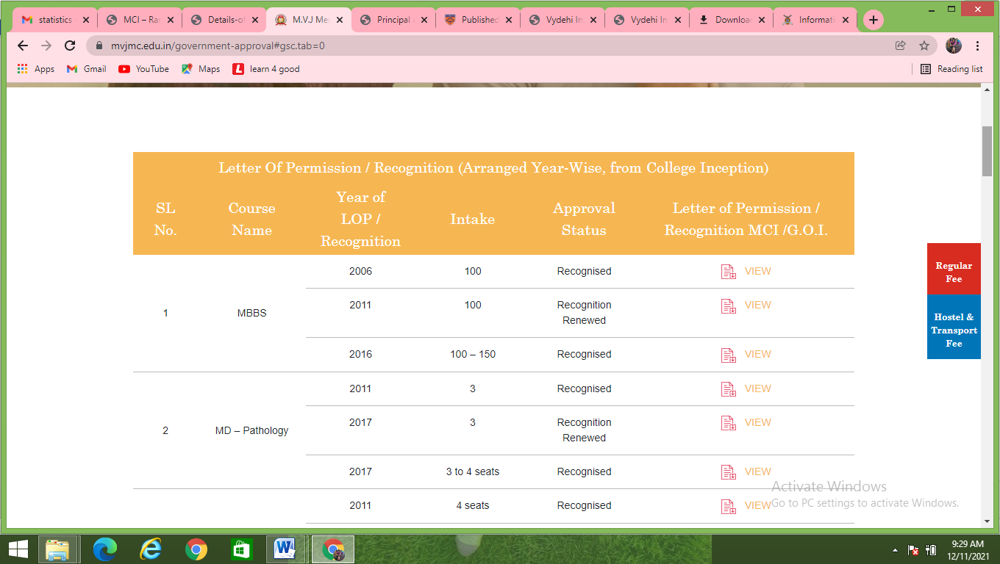 statistics
MCI – Ra
Details-of
M.V.J Me
Principal
Published
Vydehi In
Vydehi In
Downloa
Informati
mvjmc.edu.in/government-approval#gsc.tab=0
Apps
Gmail
YouTube
Maps
learn 4 good
Reading list
Letter Of Permission / Recognition (Arranged Year-Wise, from College Inception)
SL
No.
Course
Name
Year of
LOP /
Recognition
Intake
Approval
Status
Letter of Permission /
Recognition MCI /G.O.I.
1
MBBS
2006
100
Recognised
VIEW
2011
100
Recognition
Renewed
VIEW
2016
100 – 150
Recognised
VIEW
2
MD – Pathology
2011
3
Recognised
VIEW
2017
3
Recognition
Renewed
VIEW
2017
3 to 4 seats
Recognised
VIEW
2011
4 seats
Recognised
VIEW
Regular
Fee
Hostel &
Transport
Fee
Activate Windows
Go to PC settings to activate Windows.
9:29 AM
12/11/2021